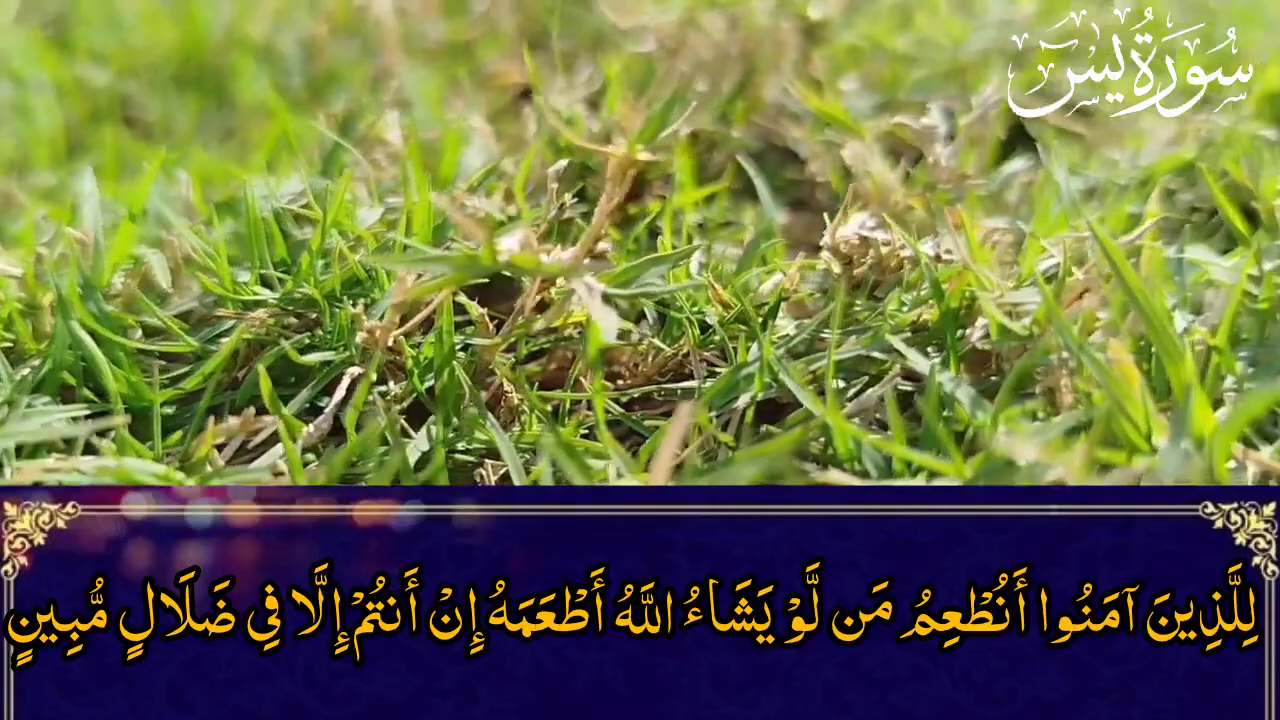 سُورَةُ يسٓ
لِلَّذِينَ آمَنُوا أَنُطْعِمُ مَن لَّوْ يَشَاءُ اللَّهُ أَطْعَمَهُ إِنْ أَنتُمْ إِلَّا فِي ضَلَالٍ مُّبِينٍ